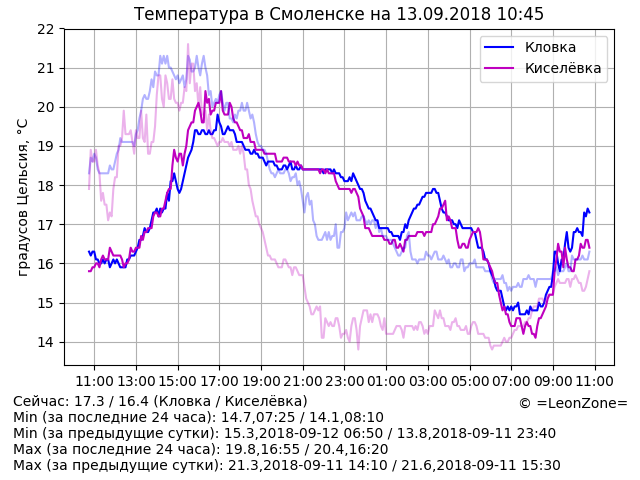 Температура в Смоленске на 13.09.2018 10:45
градусов Цельсия, °C
22
21
20
19
18
17
16
15
14
Кловка
Киселёвка
11:00 13:00 15:00 17:00 19:00 21:00 23:00 01:00 03:00 05:00 07:00 09:00 11:00
Сейчас: 17.3 / 16.4 (Кловка / Киселёвка)
© =LeonZone=
Min (за последние 24 часа): 14.7,07:25 / 14.1,08:10
Min (за предыдущие сутки): 15.3,2018-09-12 06:50 / 13.8,2018-09-11 23:40
Max (за последние 24 часа): 19.8,16:55 / 20.4,16:20
Max (за предыдущие сутки): 21.3,2018-09-11 14:10 / 21.6,2018-09-11 15:30